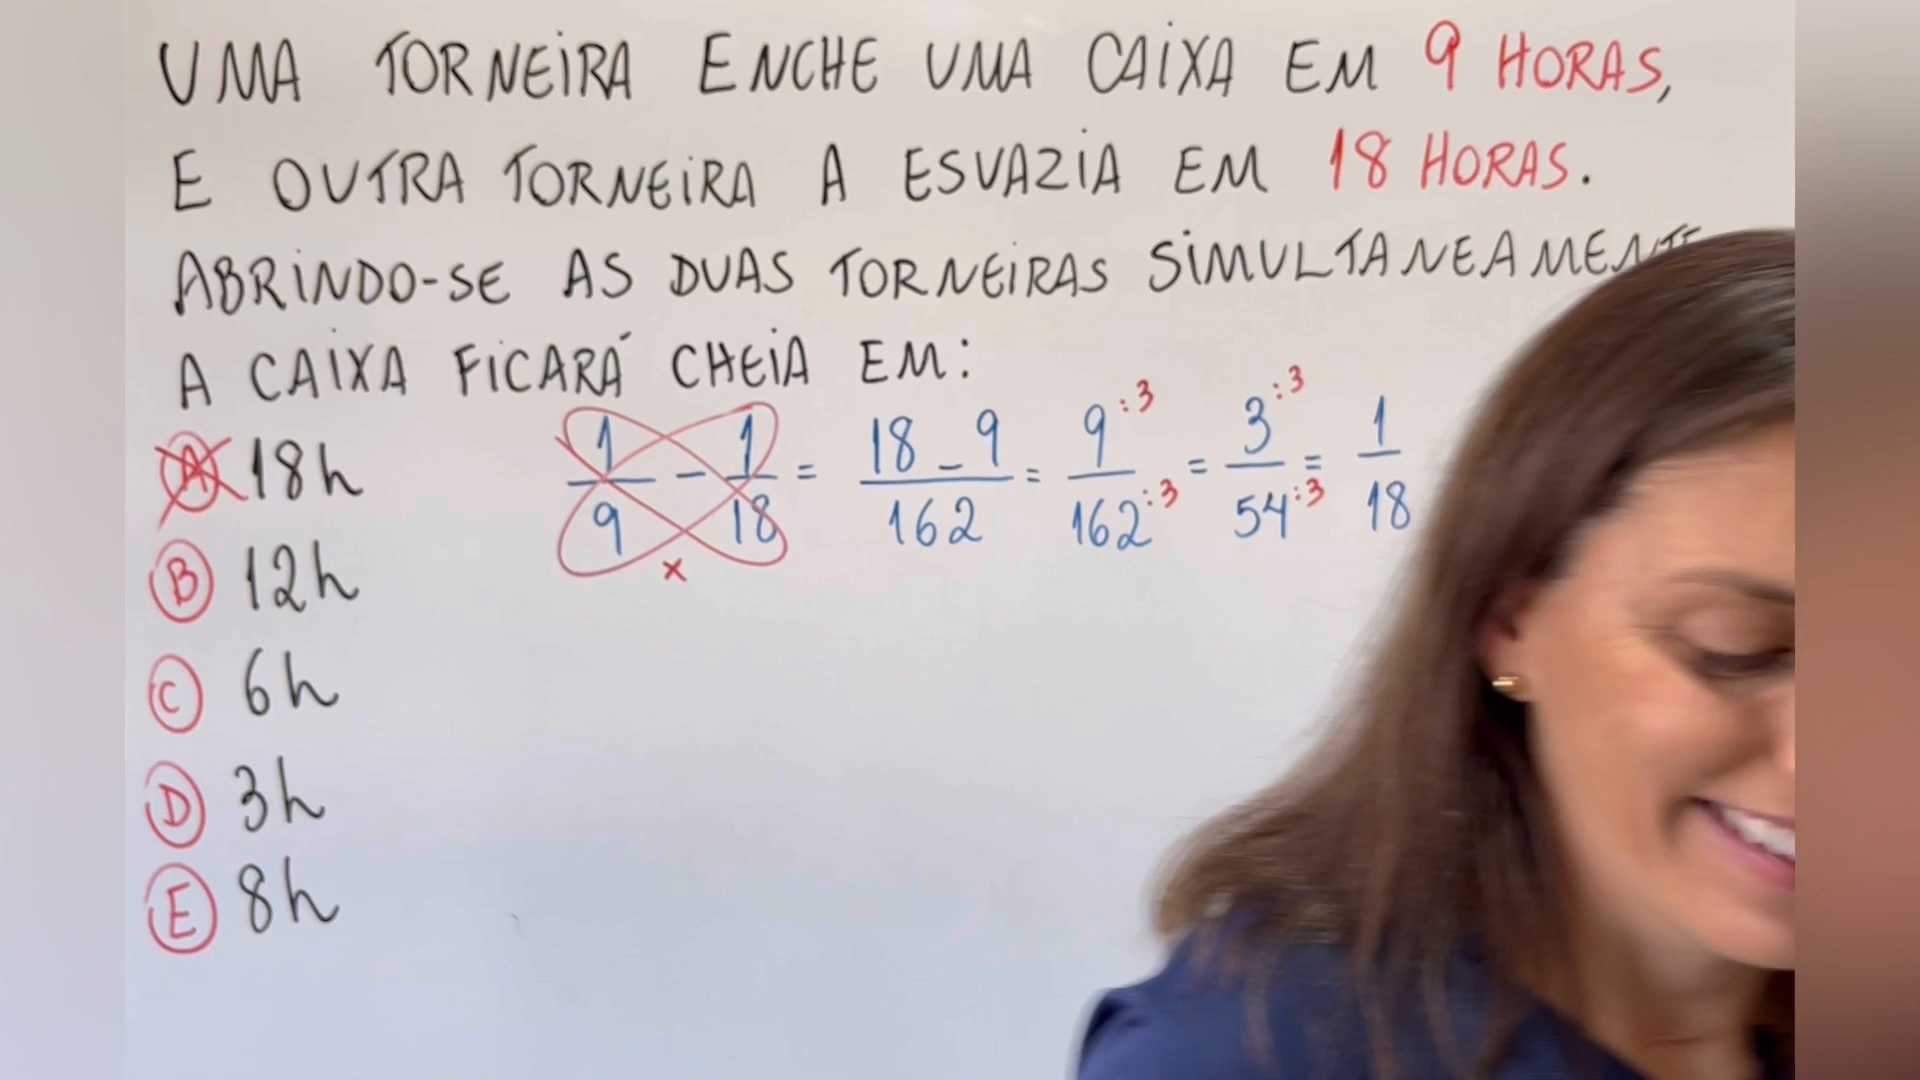 UMA TORNEIRA ENCHE UMA CAIXA EM 9 HORAS,
E OUTRA TORNEIRA A ESVAZIA EM 18 HORAS.
ABRINDO-SE AS DUAS TORNEIRAS
A CAIXA FICARÁ CHEIA EM:
A 18h
B 12h
C 6h
D 3h
E 8h
1/9 - 1/18 = 18 - 9/162 = 9:3/162:3 = 3:3/54:3 = 1/18
x